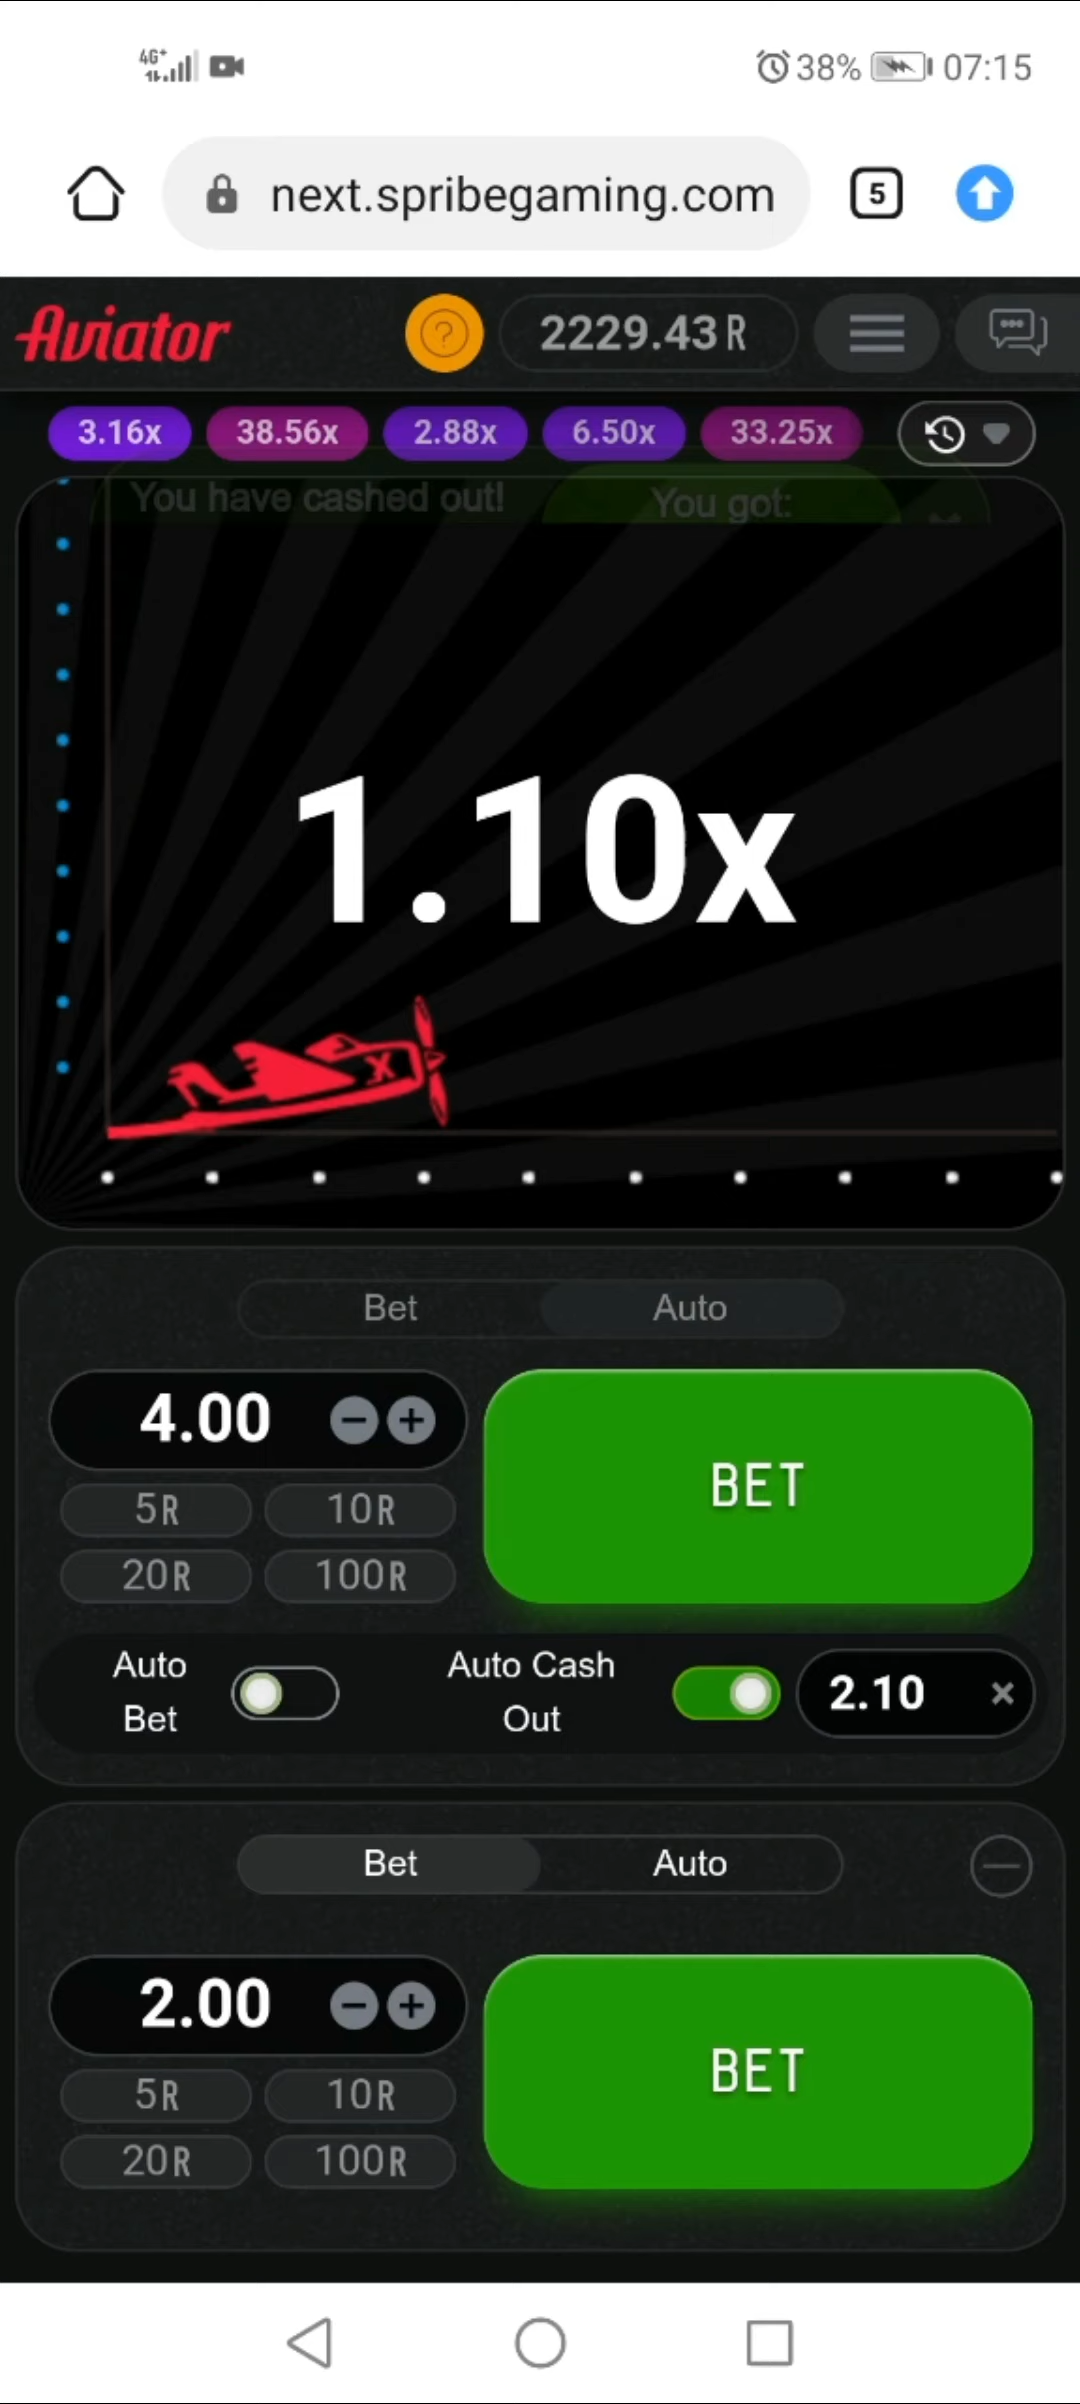 4G+ 38% 07:15
next.spribegaming.com 5
Aviator ? 2229.43 R
3.16x 38.56x 2.88x 6.50x 33.25x
You have cashed out! You got:
1.10x
X
Bet Auto
4.00 BET
5R 10R
20R 100R
Auto Bet Auto Cash Out 2.10
Bet Auto
2.00 BET
5R 10R
20R 100R